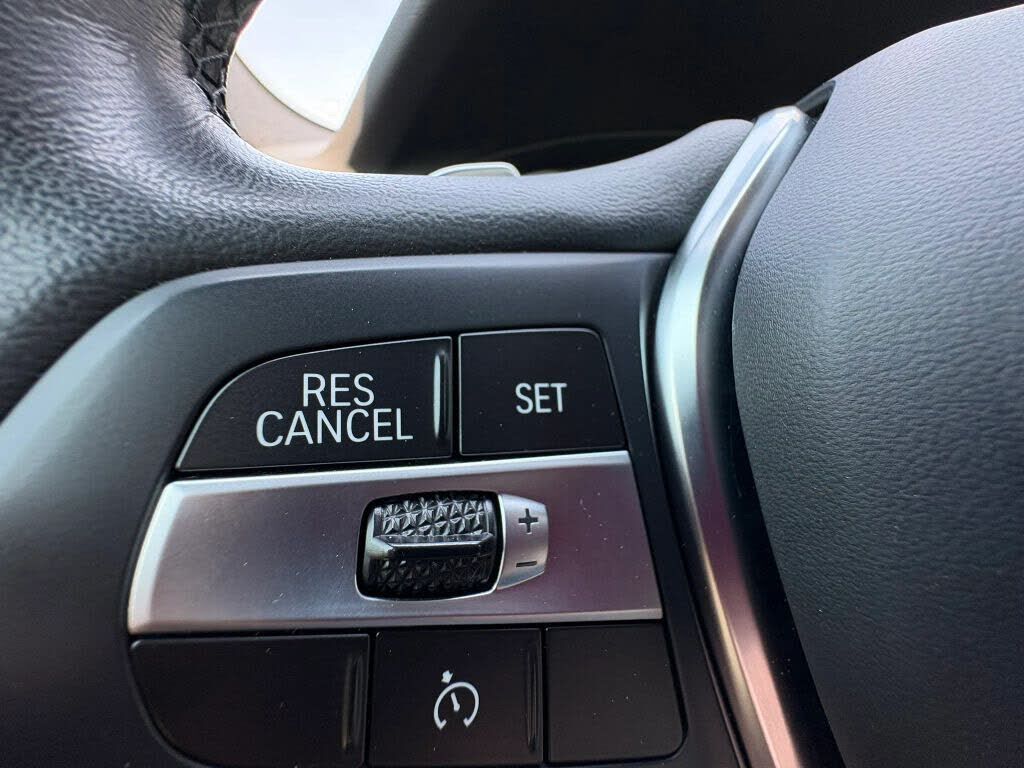 RES
CANCEL
SET
+
-